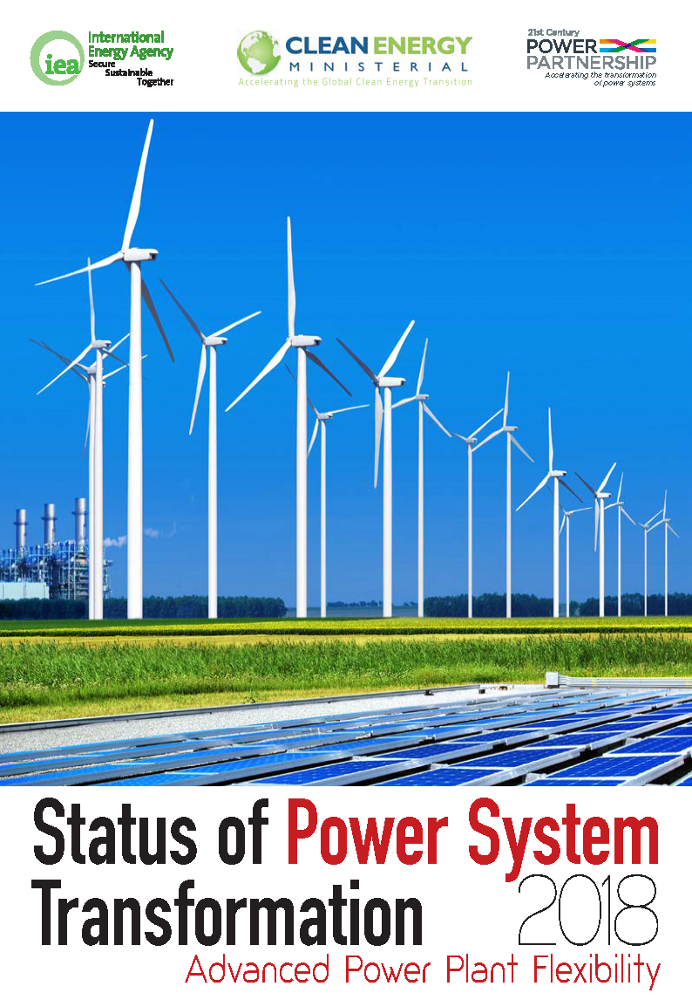 iea
International
Energy Agency
Secure
Sustainable
Together
CLEAN ENERGY
MINISTERIAL
Accelerating the Global Clean Energy Transition
21st Century
POWER
PARTNERSHIP
Accelerating the transformation
of power systems
Status of Power System
Transformation 2018
Advanced Power Plant Flexibility